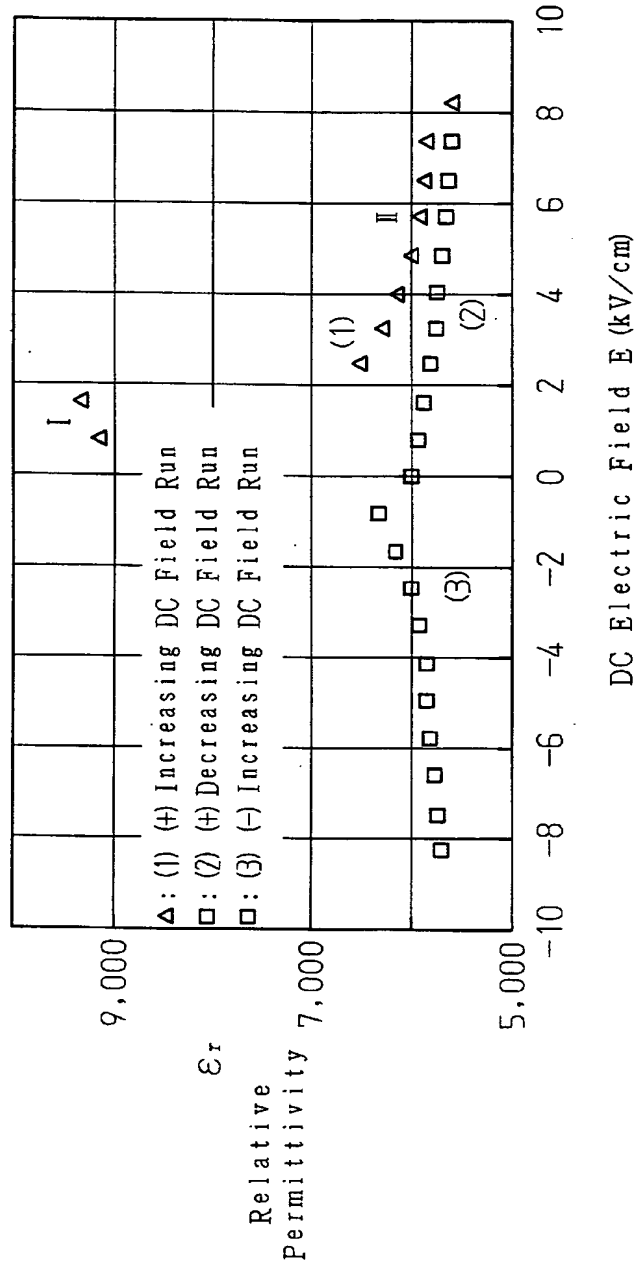 9,000
εr
Relative
Permittivity
7,000
5,000
I
II
(1)
(2)
(3)
△: (1) (+) Increasing DC Field Run
□: (2) (+) Decreasing DC Field Run
□: (3) (−) Increasing DC Field Run
−10 −8 −6 −4 −2 0 2 4 6 8 10
DC Electric Field E (kV/cm)